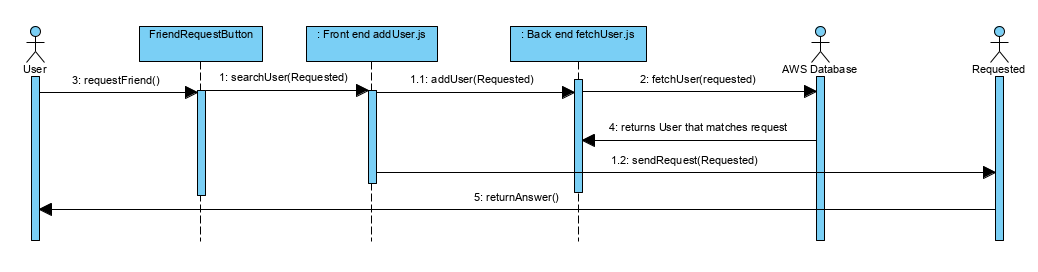 FriendRequestButton
: Front end addUser.js
: Back end fetchUser.js
User
AWS Database
Requested
3: requestFriend()
1: searchUser(Requested)
1.1: addUser(Requested)
2: fetchUser(requested)
4: returns User that matches request
1.2: sendRequest(Requested)
5: returnAnswer()